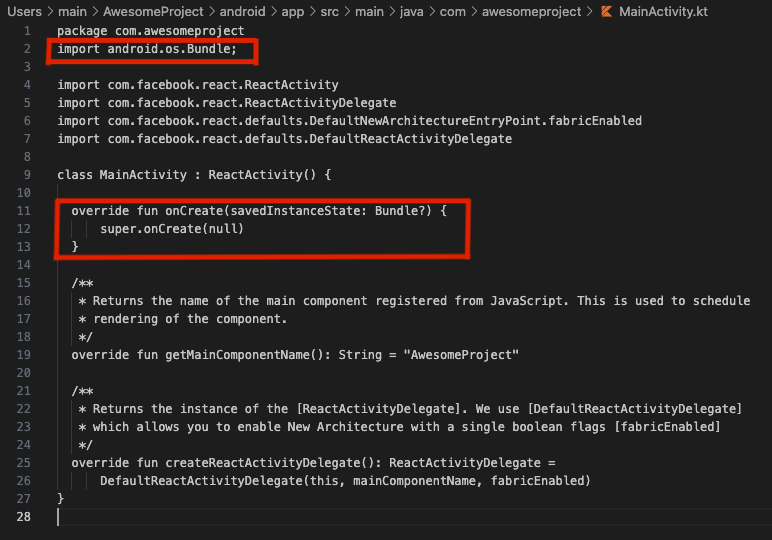 Users > main > AwesomeProject > android > app > src > main > java > com > awesomeproject > MainActivity.kt
1 package com.awesomeproject
2 import android.os.Bundle;
3
4 import com.facebook.react.ReactActivity
5 import com.facebook.react.ReactActivityDelegate
6 import com.facebook.react.defaults.DefaultNewArchitectureEntryPoint.fabricEnabled
7 import com.facebook.react.defaults.DefaultReactActivityDelegate
8
9 class MainActivity : ReactActivity() {
10
11   override fun onCreate(savedInstanceState: Bundle?) {
12       super.onCreate(null)
13   }
14
15   /**
16    * Returns the name of the main component registered from JavaScript. This is used to schedule
17    * rendering of the component.
18    */
19   override fun getMainComponentName(): String = "AwesomeProject"
20
21   /**
22    * Returns the instance of the [ReactActivityDelegate]. We use [DefaultReactActivityDelegate]
23    * which allows you to enable New Architecture with a single boolean flags [fabricEnabled]
24    */
25   override fun createReactActivityDelegate(): ReactActivityDelegate =
26       DefaultReactActivityDelegate(this, mainComponentName, fabricEnabled)
27 }
28